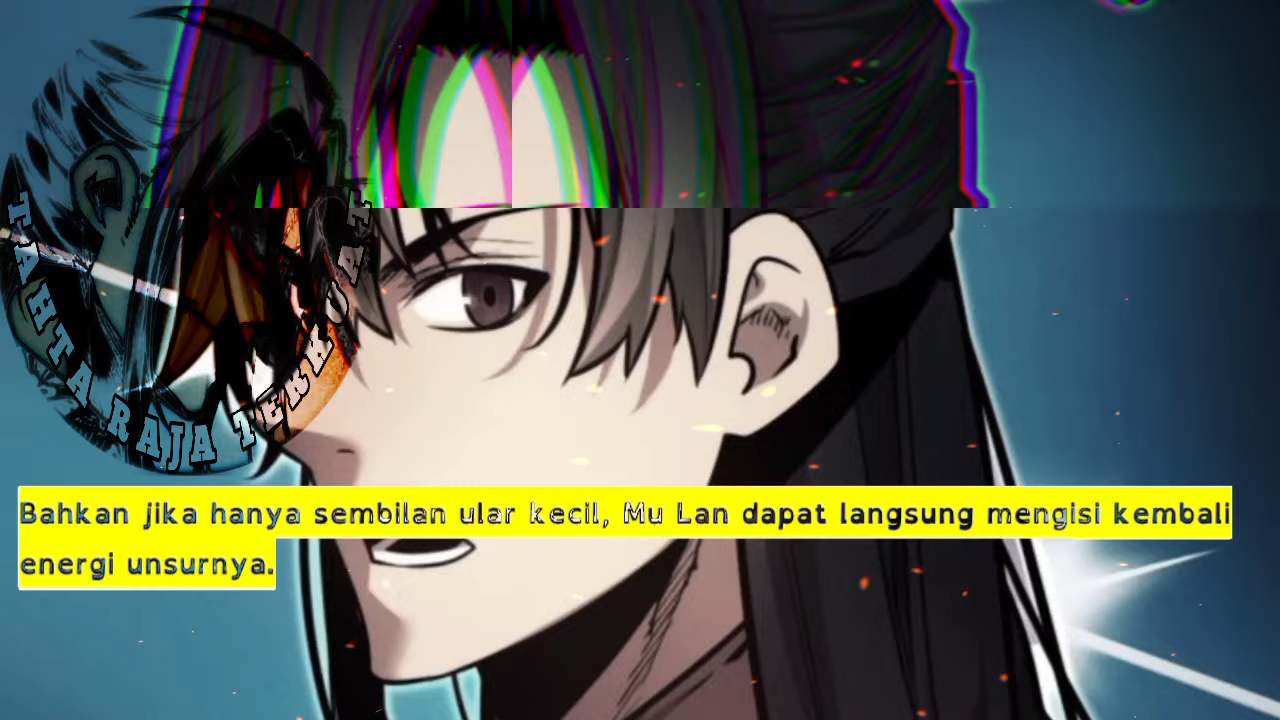 TAHTA RAJA TERKUAT
Bahkan jika hanya sembilan ular kecil, Mu Lan dapat langsung mengisi kembali
energi unsurnya.